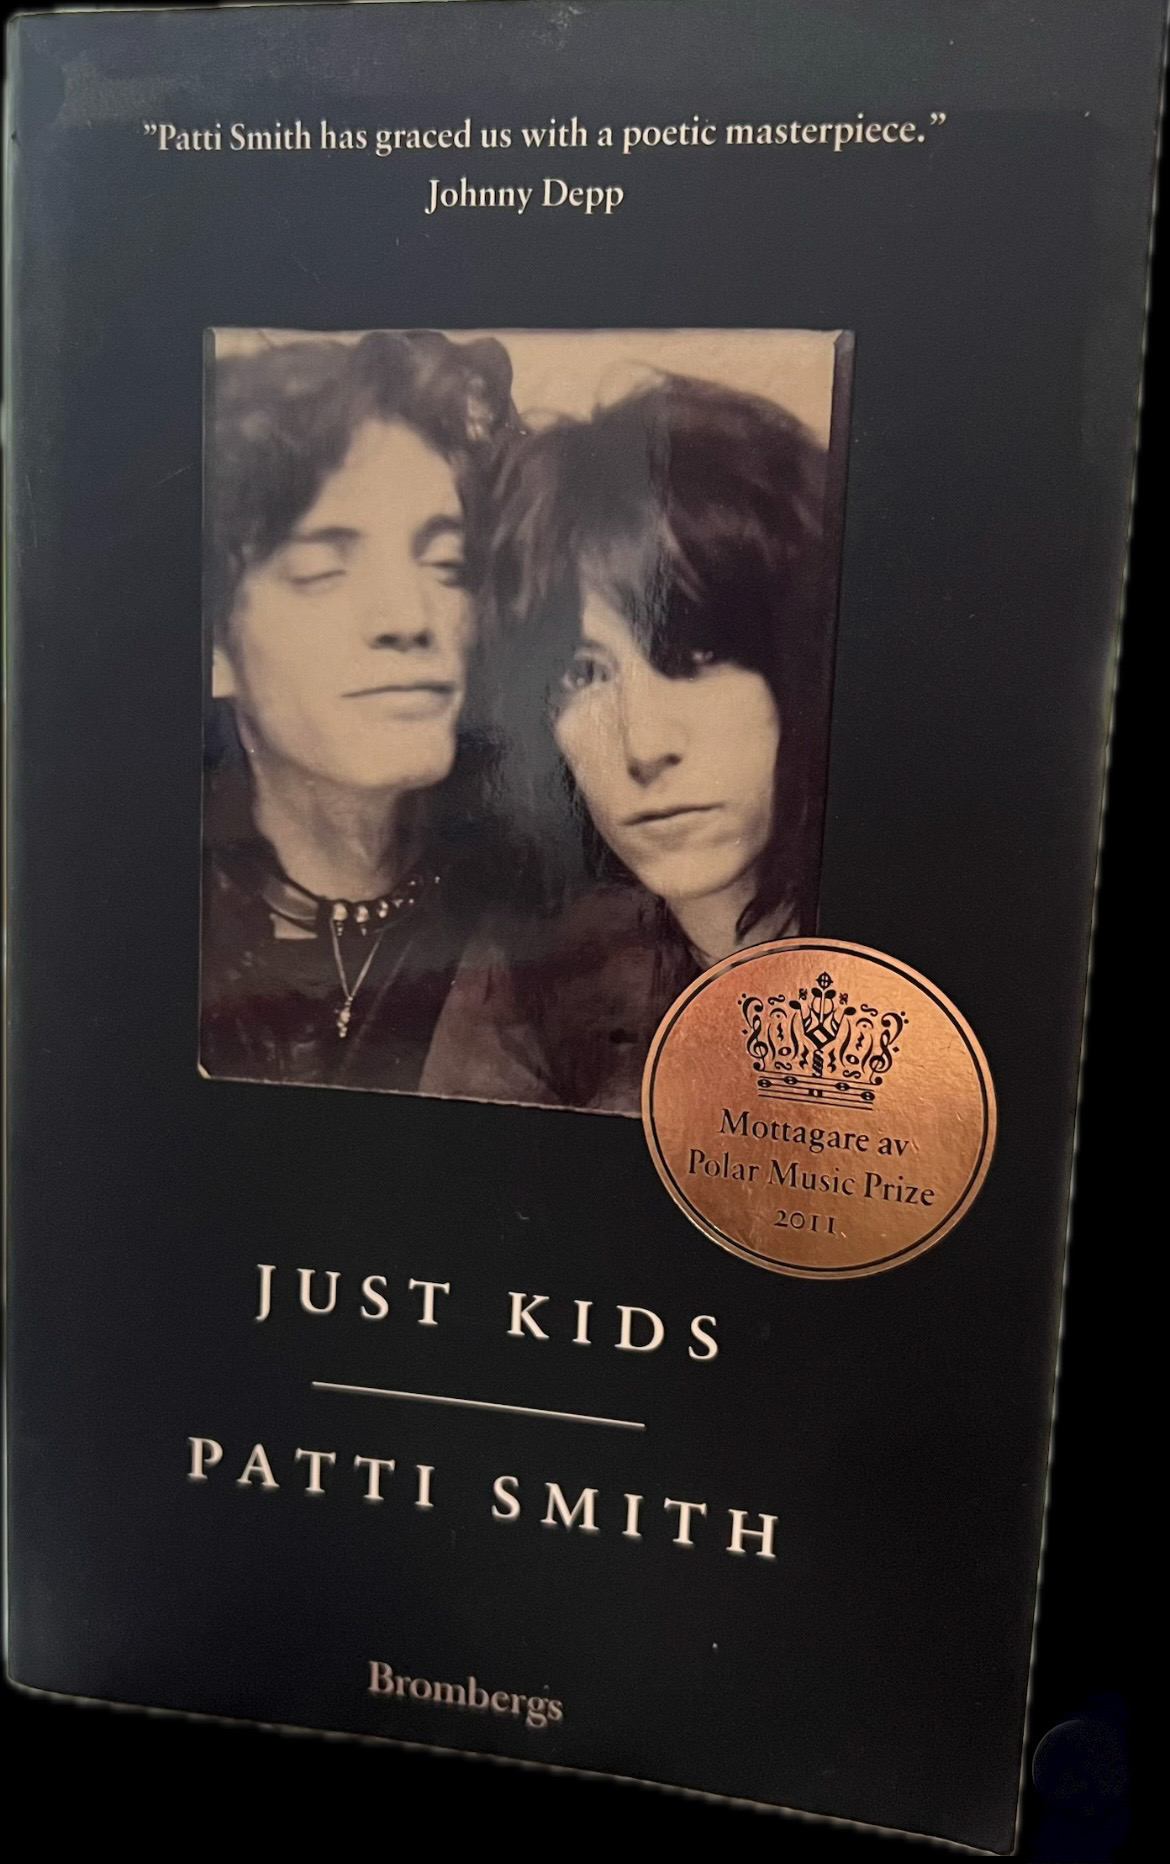 ”Patti Smith has graced us with a poetic masterpiece.”
Johnny Depp
Mottagare av
Polar Music Prize
2011
JUST KIDS
PATTI SMITH
Brombergs